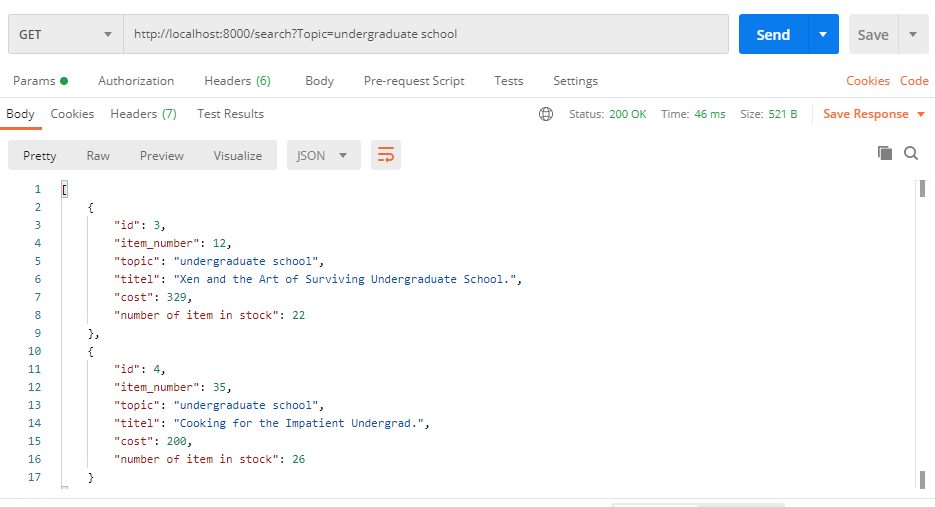 GET http://localhost:8000/search?Topic=undergraduate school Send Save
Params Authorization Headers (6) Body Pre-request Script Tests Settings Cookies Code
Body Cookies Headers (7) Test Results Status: 200 OK Time: 46 ms Size: 521 B Save Response
Pretty Raw Preview Visualize JSON
1 [
2 {
3 "id": 3,
4 "item_number": 12,
5 "topic": "undergraduate school",
6 "titel": "Xen and the Art of Surviving Undergraduate School.",
7 "cost": 329,
8 "number of item in stock": 22
9 },
10 {
11 "id": 4,
12 "item_number": 35,
13 "topic": "undergraduate school",
14 "titel": "Cooking for the Impatient Undergrad.",
15 "cost": 200,
16 "number of item in stock": 26
17 }